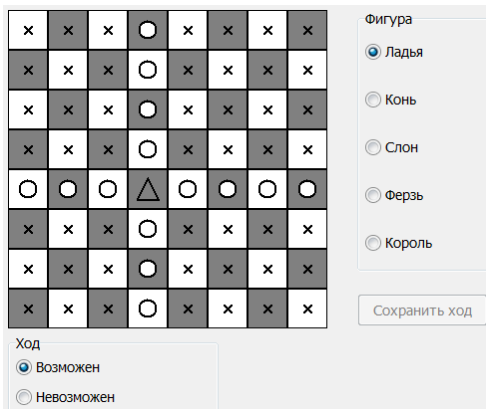 Фигура
Ладья
Конь
Слон
Ферзь
Король
Сохранить ход
Ход
Возможен
Невозможен